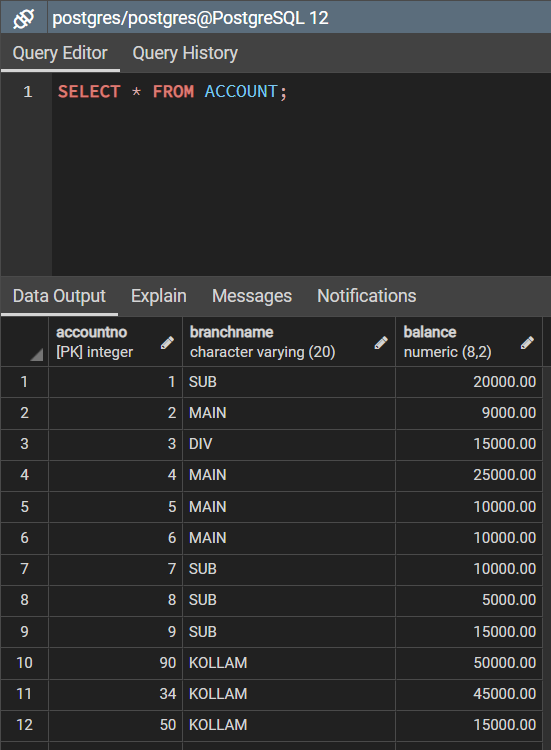 postgres/postgres@PostgreSQL 12
Query Editor Query History
1 SELECT * FROM ACCOUNT;
Data Output Explain Messages Notifications
accountno branchname balance
[PK] integer character varying (20) numeric (8,2)
1 1 SUB 20000.00
2 2 MAIN 9000.00
3 3 DIV 15000.00
4 4 MAIN 25000.00
5 5 MAIN 10000.00
6 6 MAIN 10000.00
7 7 SUB 10000.00
8 8 SUB 5000.00
9 9 SUB 15000.00
10 90 KOLLAM 50000.00
11 34 KOLLAM 45000.00
12 50 KOLLAM 15000.00